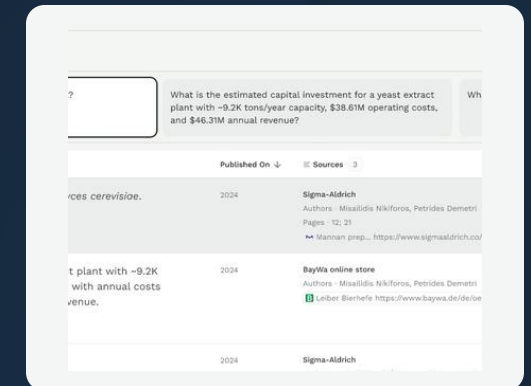 ?
What is the estimated capital investment for a yeast extract
plant with ~9.2K tons/year capacity, $38.61M operating costs,
and $46.31M annual revenue?
Wh
Published On ↓
Sources 3
yces cerevisiae.
2024
Sigma-Aldrich
Authors · Misailidis Nikiforos, Petrides Demetri
Pages · 12; 21
Mannan prep... https://www.sigmaaldrich.co/
t plant with ~9.2K
with annual costs
venue.
2024
BayWa online store
Authors · Misailidis Nikiforos, Petrides Demetri
Leiber Bierhefe https://www.baywa.de/de/oe
2024
Sigma-Aldrich